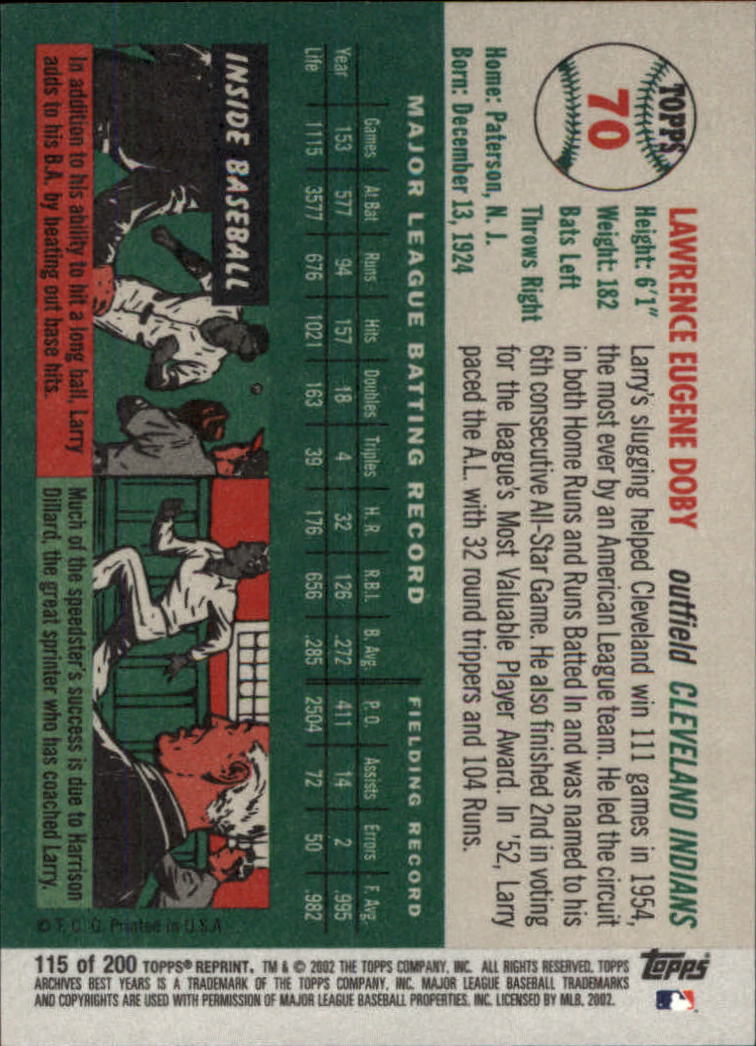 TOPPS
70
LAWRENCE EUGENE DOBY outfield CLEVELAND INDIANS
Height: 6'1"
Weight: 182
Bats Left
Throws Right
Home: Paterson, N. J.
Born: December 13, 1924
Larry's slugging helped Cleveland win 111 games in 1954,
the most ever by an American League team. He led the circuit
in both Home Runs and Runs Batted In and was named to his
6th consecutive All-Star Game. He also finished 2nd in voting
for the league's Most Valuable Player Award. In '52, Larry
paced the A.L. with 32 round trippers and 104 Runs.
MAJOR LEAGUE BATTING RECORD FIELDING RECORD
Games At Bat Runs Hits Doubles Triples H. R. R.B.I. B. Avg. P. O. Assists Errors F. Avg.
Year 153 577 94 157 18 4 32 126 .272 411 14 2 .995
Life 1115 3577 676 1021 163 39 176 656 .285 2504 72 50 .982
INSIDE BASEBALL
In addition to his ability to hit a long ball, Larry
adds to his B.A. by beating out base hits.
Much of the speedster's success is due to Harrison
Dillard, the great sprinter who has coached Larry.
© T. C. G. Printed in U.S.A.
115 of 200 TOPPS® REPRINT. TM & © 2002 THE TOPPS COMPANY, INC. ALL RIGHTS RESERVED. TOPPS
ARCHIVES BEST YEARS IS A TRADEMARK OF THE TOPPS COMPANY, INC. MAJOR LEAGUE BASEBALL TRADEMARKS
AND COPYRIGHTS ARE USED WITH PERMISSION OF MAJOR LEAGUE BASEBALL PROPERTIES, INC. LICENSED BY MLB, 2002.
topps®